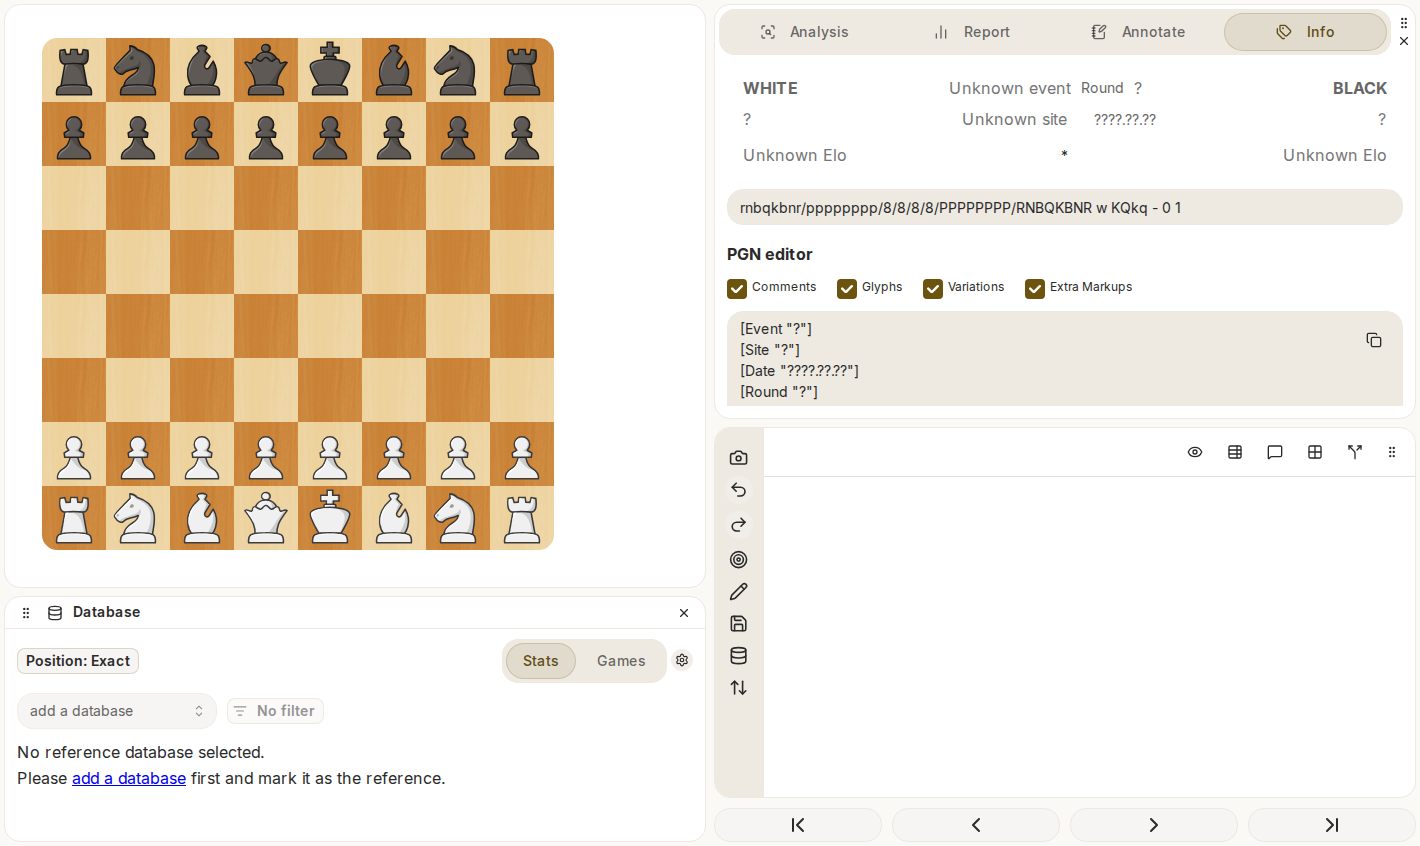 Analysis Report Annotate Info
WHITE Unknown event Round ? BLACK
? Unknown site ????.??.?? ?
Unknown Elo * Unknown Elo
rnbqkbnr/pppppppp/8/8/8/8/PPPPPPPP/RNBQKBNR w KQkq - 0 1
PGN editor
Comments Glyphs Variations Extra Markups
[Event "?"]
[Site "?"]
[Date "????.??.??"]
[Round "?"]
Database
Position: Exact Stats Games
add a database No filter
No reference database selected.
Please add a database first and mark it as the reference.